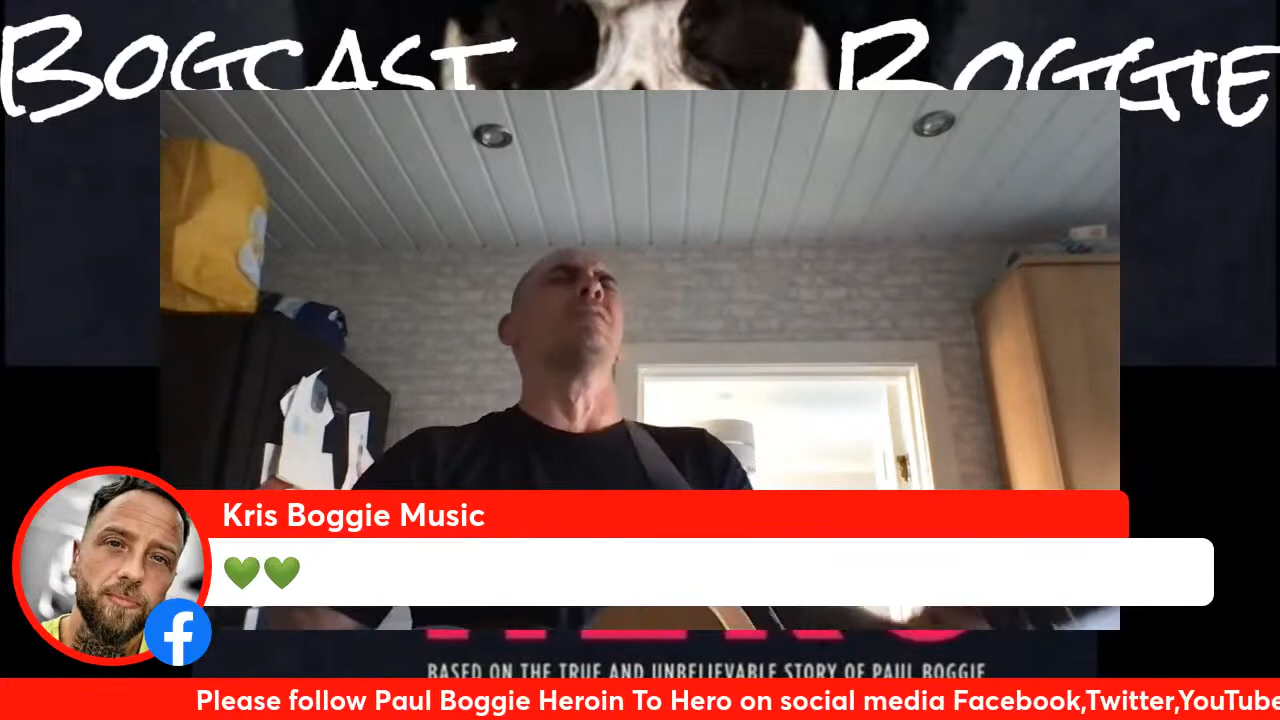 BOGCAST BOGGIE
Kris Boggie Music
💚💚
HERO
BASED ON THE TRUE AND UNBELIEVABLE STORY OF PAUL BOGGIE
Please follow Paul Boggie Heroin To Hero on social media Facebook,Twitter,YouTube